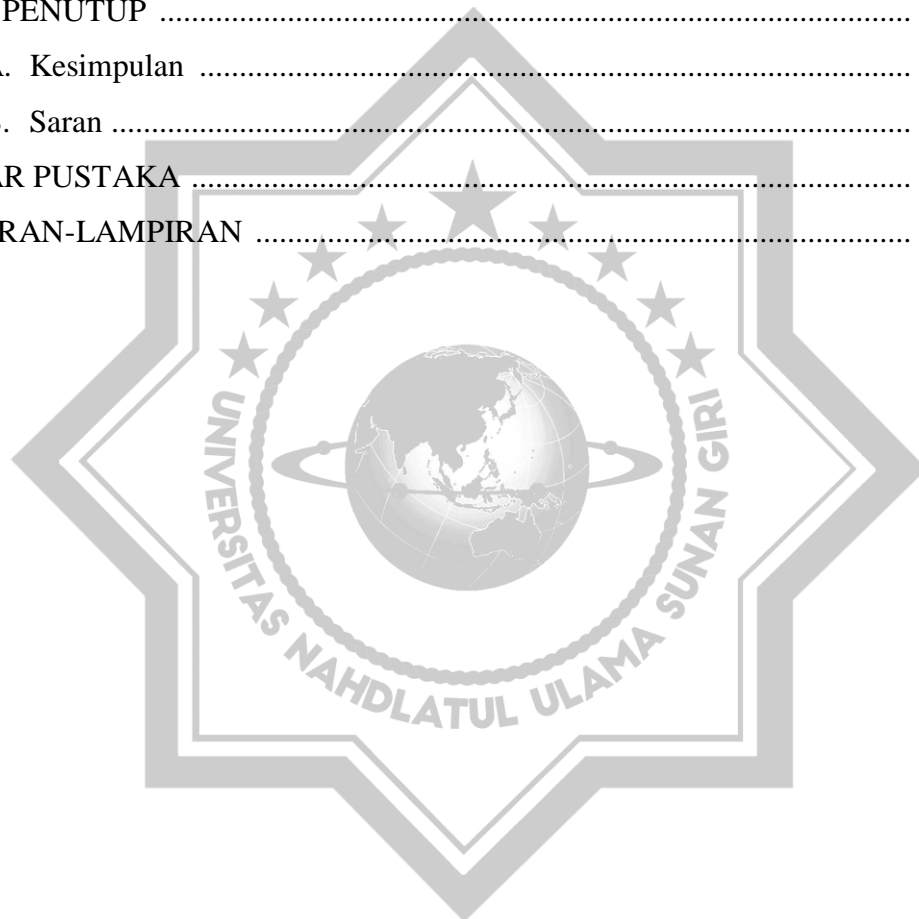 PENUTUP ........................................................................................
. Kesimpulan ........................................................................................
. Saran ........................................................................................
AR PUSTAKA ........................................................................................
RAN-LAMPIRAN ........................................................................................
UNIVERSITAS NAHDLATUL ULAMA SUNAN GIRI